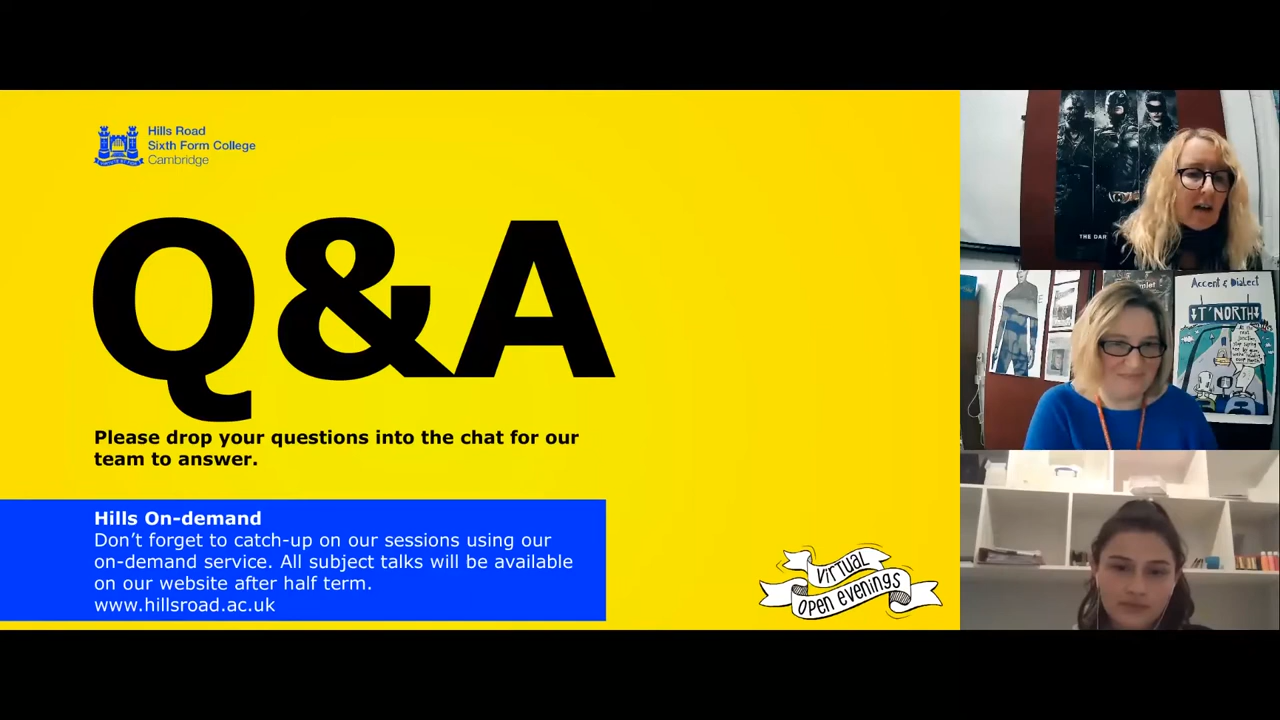 Hills Road
Sixth Form College
Cambridge
Q&A
Please drop your questions into the chat for our
team to answer.
Hills On-demand
Don’t forget to catch-up on our sessions using our
on-demand service. All subject talks will be available
on our website after half term.
www.hillsroad.ac.uk
VIRTUAL
OPEN EVENINGS
THE DAR
Accent & Dialect
T'NORTH